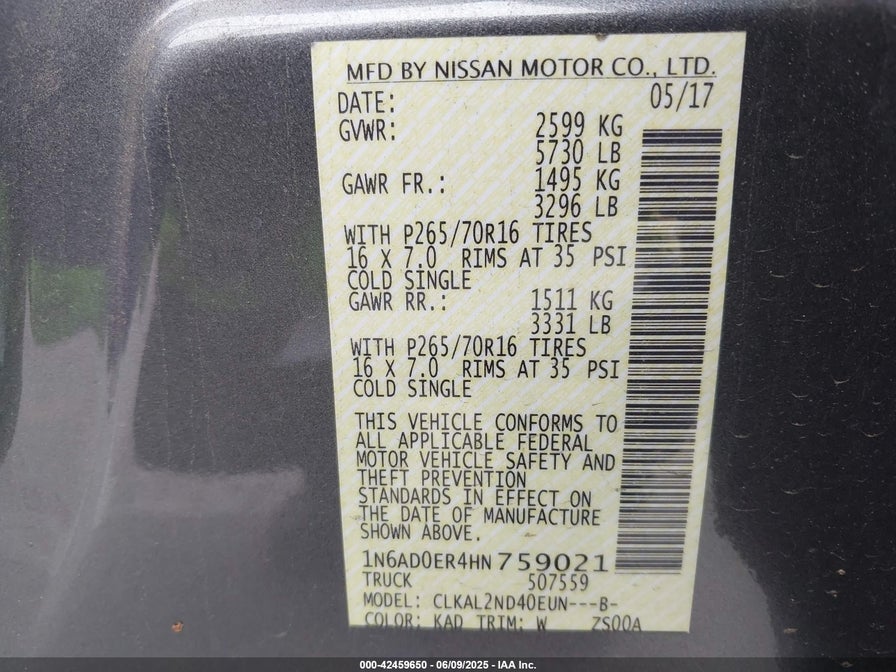 MFD BY NISSAN MOTOR CO., LTD.
DATE: 05/17
GVWR: 2599 KG
5730 LB
GAWR FR.: 1495 KG
3296 LB
WITH P265/70R16 TIRES
16 X 7.0 RIMS AT 35 PSI
COLD SINGLE
GAWR RR.: 1511 KG
3331 LB
WITH P265/70R16 TIRES
16 X 7.0 RIMS AT 35 PSI
COLD SINGLE
THIS VEHICLE CONFORMS TO
ALL APPLICABLE FEDERAL
MOTOR VEHICLE SAFETY AND
THEFT PREVENTION
STANDARDS IN EFFECT ON
THE DATE OF MANUFACTURE
SHOWN ABOVE.
1N6AD0ER4HN759021
TRUCK 507559
MODEL: CLKAL2ND40EUN---B-
COLOR: KAD TRIM: W ZS00A
000-42459650 - 06/09/2025 - IAA Inc.